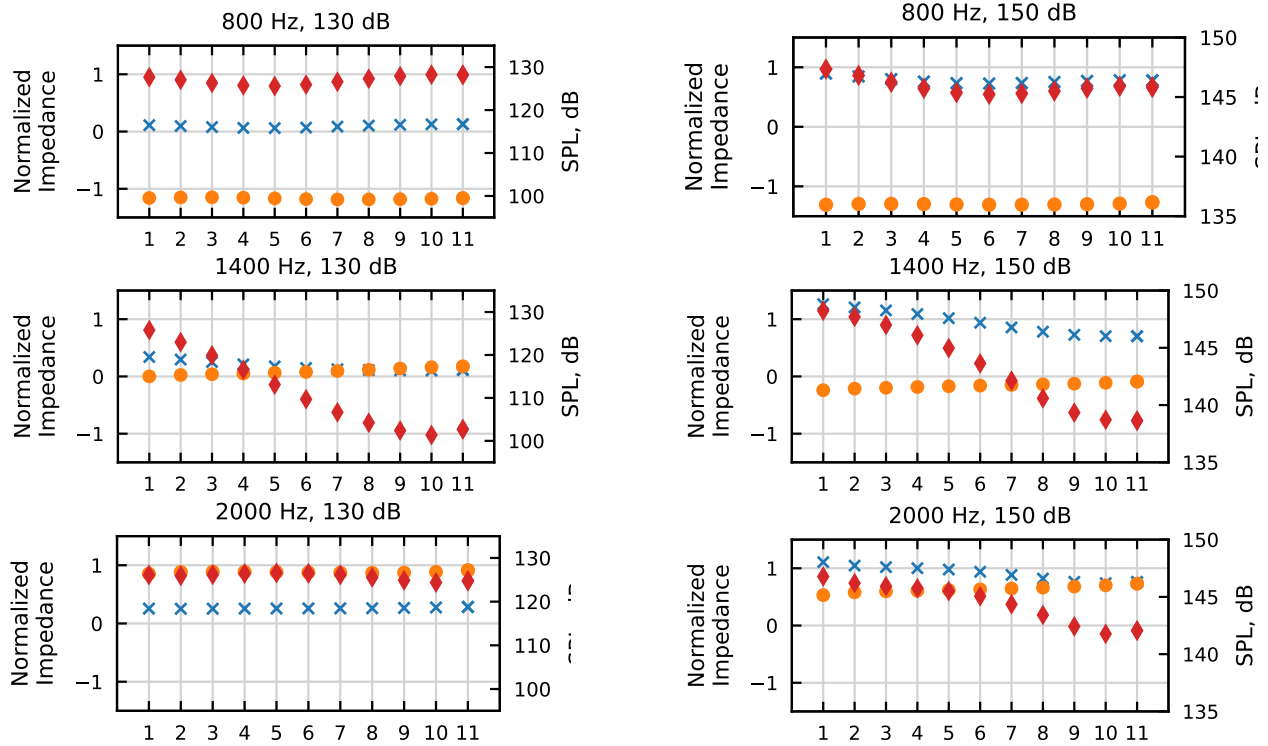 800 Hz, 130 dB
Normalized
Impedance
1
0
−1
130
120
110
100
SPL, dB
1 2 3 4 5 6 7 8 9 10 11
800 Hz, 150 dB
Normalized
Impedance
1
0
−1
150
145
140
135
1 2 3 4 5 6 7 8 9 10 11
1400 Hz, 130 dB
Normalized
Impedance
1
0
−1
130
120
110
100
SPL, dB
1 2 3 4 5 6 7 8 9 10 11
1400 Hz, 150 dB
Normalized
Impedance
1
0
−1
150
145
140
135
SPL, dB
1 2 3 4 5 6 7 8 9 10 11
2000 Hz, 130 dB
Normalized
Impedance
1
0
−1
130
120
110
100
1 2 3 4 5 6 7 8 9 10 11
2000 Hz, 150 dB
Normalized
Impedance
1
0
−1
150
145
140
135
SPL, dB
1 2 3 4 5 6 7 8 9 10 11